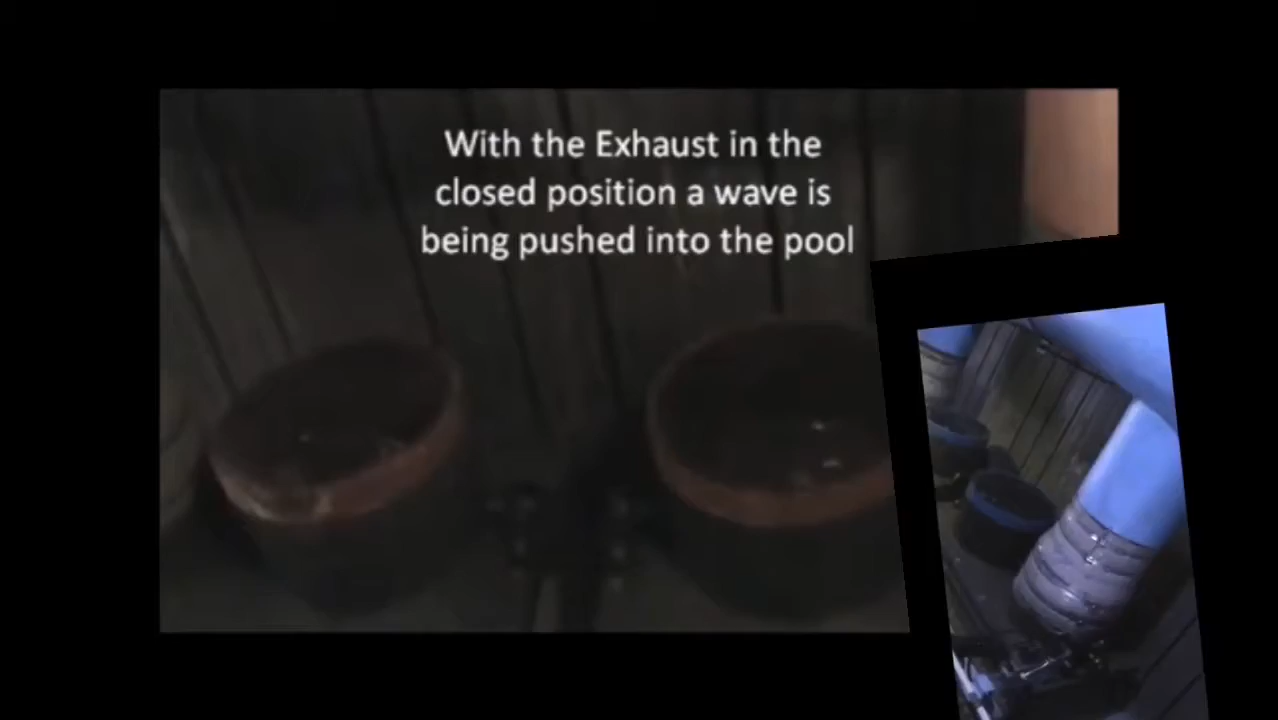 With the Exhaust in the
closed position a wave is
being pushed into the pool